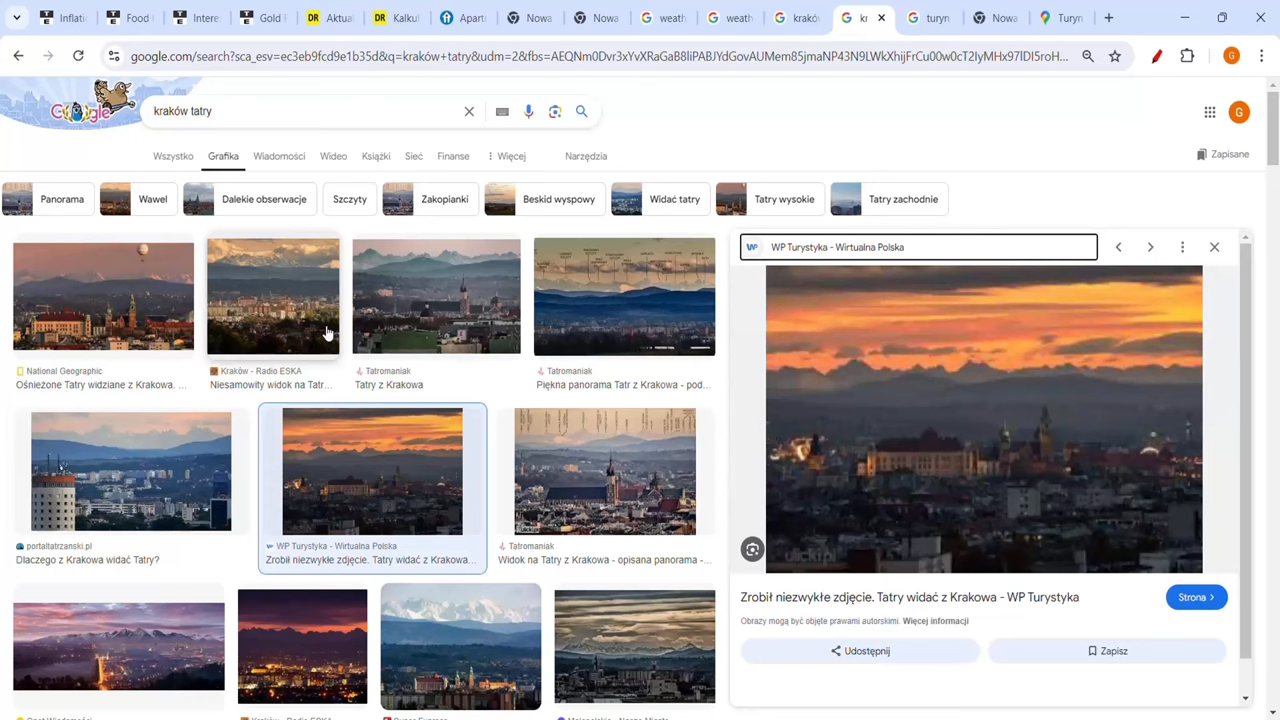 Inflati
Food I
Intere:
Gold F
Aktual
Kalkul
Apart
Nowa
Nowa
weath
weath
krakó
kr
turyn
Nowa
Turyn
google.com/search?sca_esv=ec3eb9fcd9e1b35d&q=kraków+tatry&udm=2&fbs=AEQNm0Dvr3xYvXRaGaB8liPABJYdGovAUMem85jmaNP43N9LWkXhijFrCu00w0cT2IyMHx97lDI5roH...
kraków tatry
Wszystko
Grafika
Wiadomości
Wideo
Książki
Sieć
Finanse
Więcej
Narzędzia
Zapisane
Panorama
Wawel
Dalekie obserwacje
Szczyty
Zakopianki
Beskid wyspowy
Widać tatry
Tatry wysokie
Tatry zachodnie
National Geographic
Ośnieżone Tatry widziane z Krakowa. ...
Kraków - Radio ESKA
Niesamowity widok na Tatr...
Tatromaniak
Tatry z Krakowa
Tatromaniak
Piękna panorama Tatr z Krakowa - pod...
portaltatrzanski.pl
Dlaczego z Krakowa widać Tatry?
WP Turystyka - Wirtualna Polska
Zrobił niezwykłe zdjęcie. Tatry widać z Krakowa...
Tatromaniak
Widok na Tatry z Krakowa - opisana panorama -...
WP Turystyka - Wirtualna Polska
Zrobił niezwykłe zdjęcie. Tatry widać z Krakowa - WP Turystyka
Strona
Obrazy mogą być objęte prawami autorskimi. Więcej informacji
Udostępnij
Zapisz